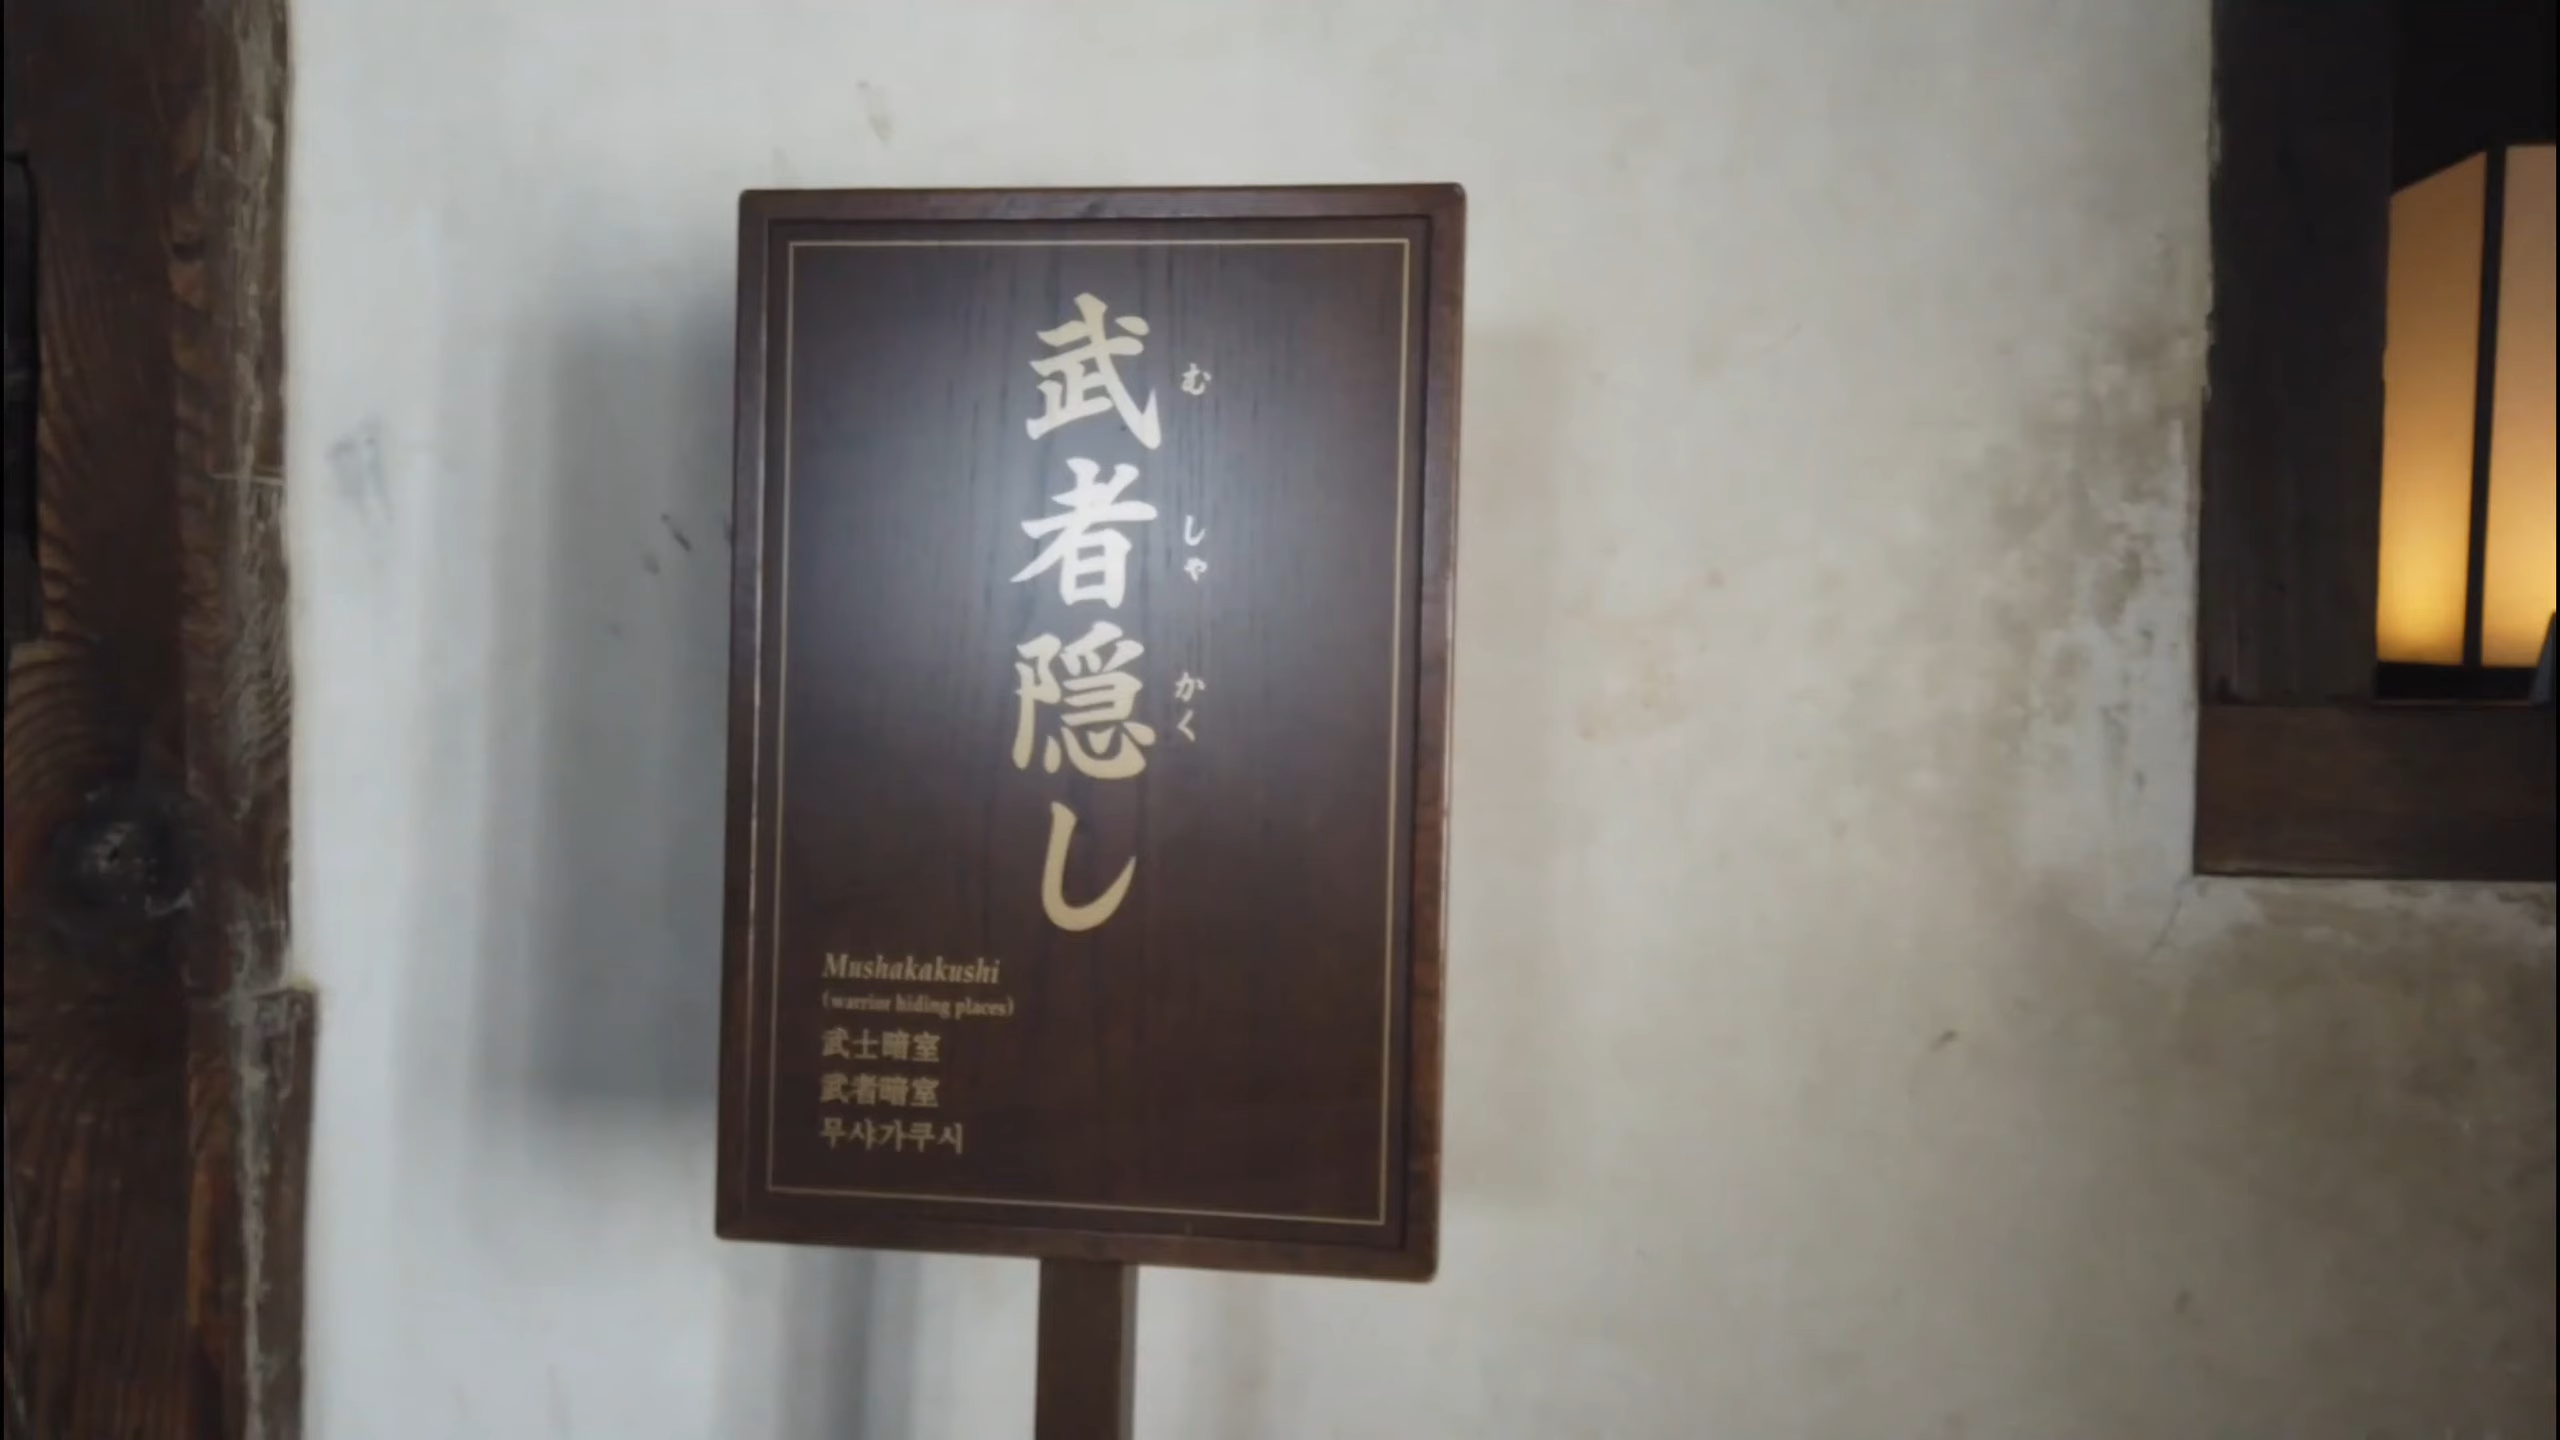 武者隠し
むしゃかく
Mushakakushi
(warrior hiding places)
武士暗室
武者暗室
무샤가쿠시